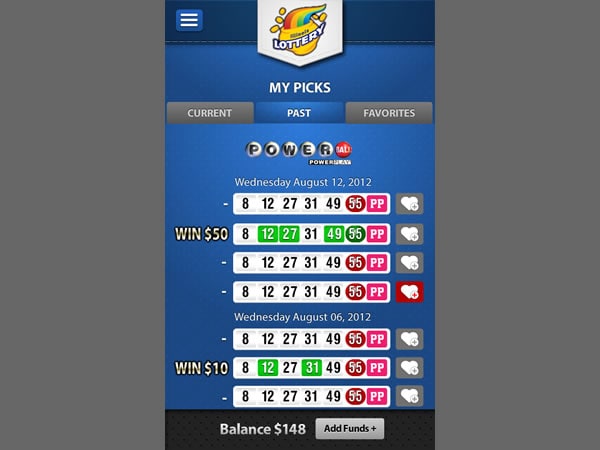 Illinois
LOTTERY
MY PICKS
CURRENT PAST FAVORITES
POWERBALL
POWERPLAY
Wednesday August 12, 2012
- 8 12 27 31 49 55 PP
WIN $50 8 12 27 31 49 55 PP
- 8 12 27 31 49 55 PP
- 8 12 27 31 49 55 PP
Wednesday August 06, 2012
- 8 12 27 31 49 55 PP
WIN $10 8 12 27 31 49 55 PP
- 8 12 27 31 49 55 PP
Balance $148 Add Funds +